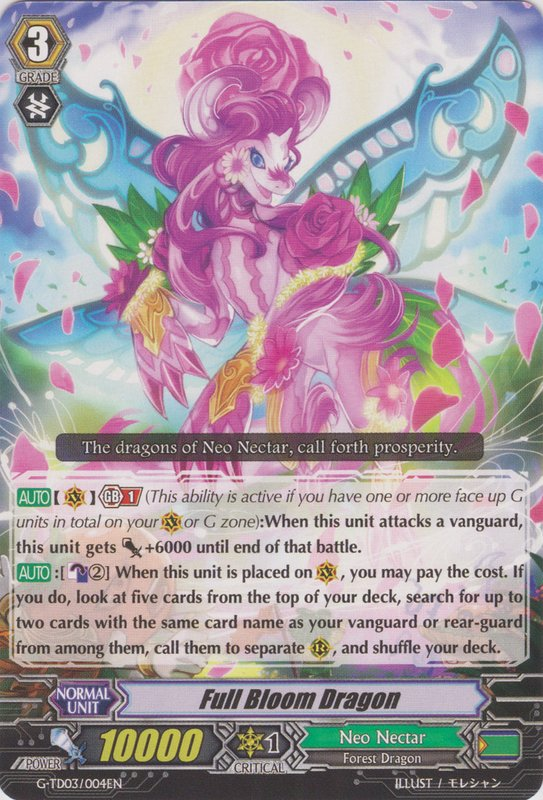 3
GRADE
The dragons of Neo Nectar, call forth prosperity.
AUTO【 V 】GB 1 (This ability is active if you have one or more face up G
units in total on your V or G zone):When this unit attacks a vanguard,
this unit gets +6000 until end of that battle.
AUTO :[ ②] When this unit is placed on V , you may pay the cost. If
you do, look at five cards from the top of your deck, search for up to
two cards with the same card name as your vanguard or rear-guard
from among them, call them to separate R , and shuffle your deck.
NORMAL
UNIT
Full Bloom Dragon
POWER
10000
1
CRITICAL
Neo Nectar
Forest Dragon
G-TD03/004EN
ILLUST / モレシャン